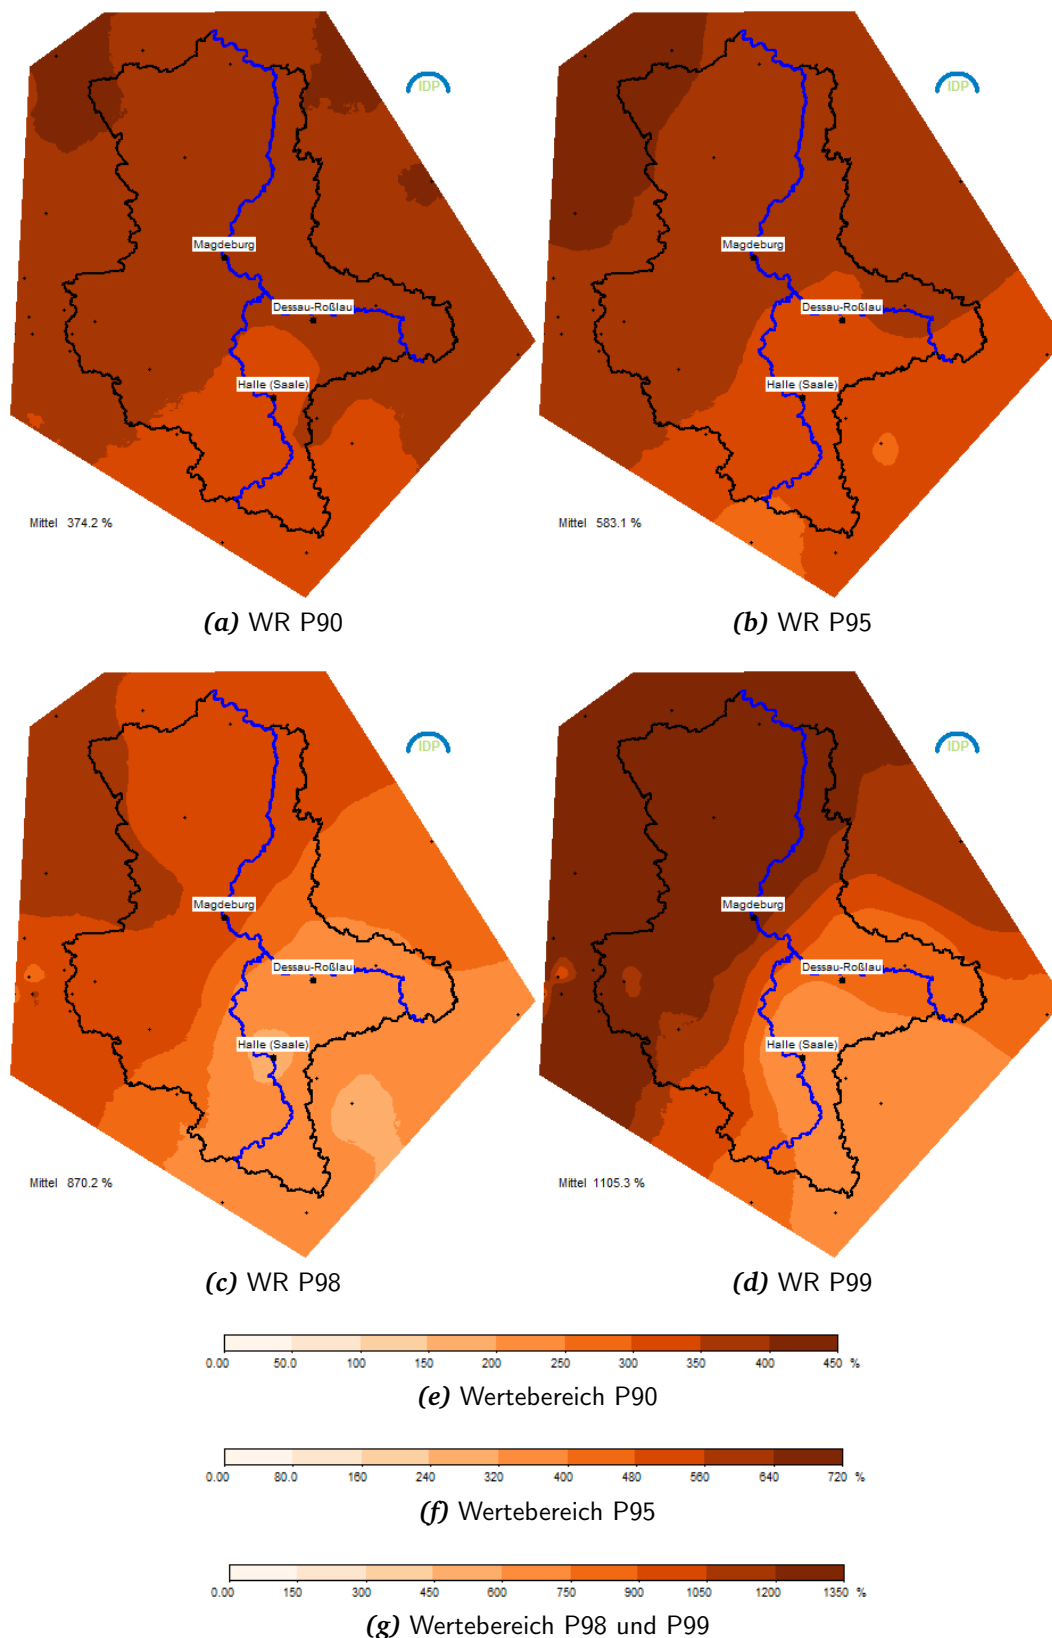 IDP
IDP
Magdeburg
Magdeburg
Dessau-Roßlau
Dessau-Roßlau
Halle (Saale)
Halle (Saale)
Mittel 374.2 %
Mittel 583.1 %
(a) WR P90
(b) WR P95
IDP
IDP
Magdeburg
Magdeburg
Dessau-Roßlau
Dessau-Roßlau
Halle (Saale)
Halle (Saale)
Mittel 870.2 %
Mittel 1105.3 %
(c) WR P98
(d) WR P99
0.00 50.0 100 150 200 250 300 350 400 450 %
(e) Wertebereich P90
0.00 80.0 160 240 320 400 480 560 640 720 %
(f) Wertebereich P95
0.00 150 300 450 600 750 900 1050 1200 1350 %
(g) Wertebereich P98 und P99